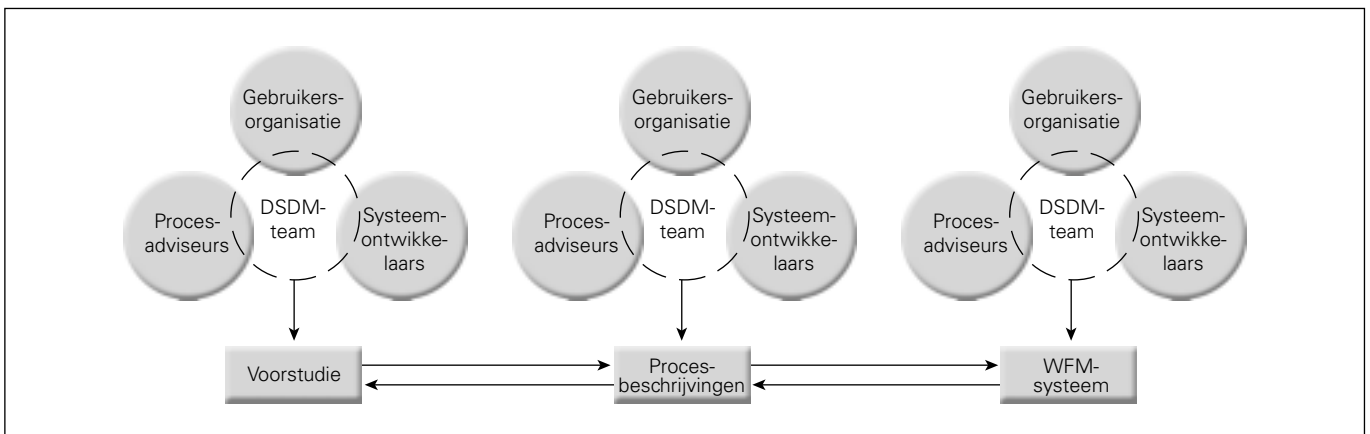 Gebruikers-
organisatie
Proces-
adviseurs
DSDM-
team
Systeem-
ontwikke-
laars
Voorstudie
Gebruikers-
organisatie
Proces-
adviseurs
DSDM-
team
Systeem-
ontwikke-
laars
Proces-
beschrijvingen
Gebruikers-
organisatie
Proces-
adviseurs
DSDM-
team
Systeem-
ontwikke-
laars
WFM-
systeem